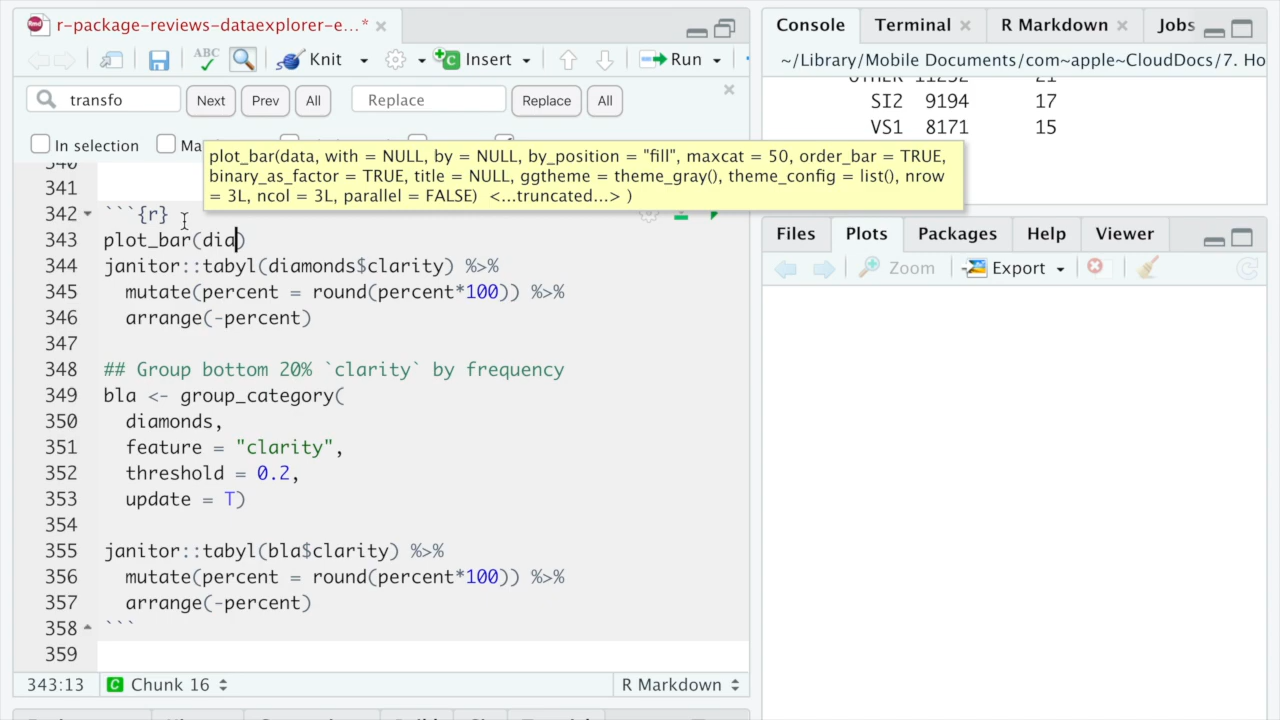 r-package-reviews-dataexplorer-e...* ×
ABC
Knit
Insert
Run
transfo
Next
Prev
All
Replace
Replace
All
In selection
plot_bar(data, with = NULL, by = NULL, by_position = "fill", maxcat = 50, order_bar = TRUE,
binary_as_factor = TRUE, title = NULL, ggtheme = theme_gray(), theme_config = list(), nrow
= 3L, ncol = 3L, parallel = FALSE) <...truncated...> )
340
341
342 ```{r}
343 plot_bar(dia)
344 janitor::tabyl(diamonds$clarity) %>%
345 mutate(percent = round(percent*100)) %>%
346 arrange(-percent)
347
348 ## Group bottom 20% `clarity` by frequency
349 bla <- group_category(
350 diamonds,
351 feature = "clarity",
352 threshold = 0.2,
353 update = T)
354
355 janitor::tabyl(bla$clarity) %>%
356 mutate(percent = round(percent*100)) %>%
357 arrange(-percent)
358 ```
359
343:13 C Chunk 16 R Markdown
Console Terminal × R Markdown × Jobs
~/Library/Mobile Documents/com~apple~CloudDocs/7. Ho
OTHER 11252 21
SI2 9194 17
VS1 8171 15
Files Plots Packages Help Viewer
Zoom Export